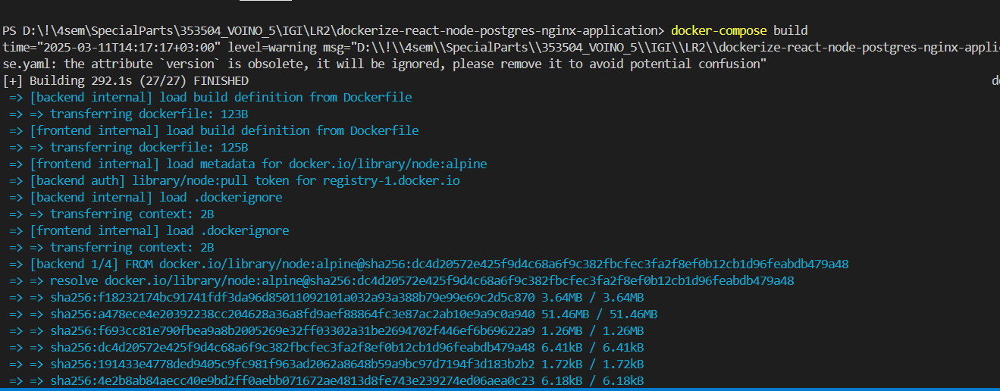 PS D:\!\4sem\SpecialParts\353504_VOINO_5\IGI\LR2\dockerize-react-node-postgres-nginx-application> docker-compose build
time="2025-03-11T14:17:17+03:00" level=warning msg="D:\\!\\4sem\\SpecialParts\\353504_VOINO_5\\IGI\\LR2\\dockerize-react-node-postgres-nginx-appli
se.yaml: the attribute `version` is obsolete, it will be ignored, please remove it to avoid potential confusion"
[+] Building 292.1s (27/27) FINISHED d
=> [backend internal] load build definition from Dockerfile
=> => transferring dockerfile: 123B
=> [frontend internal] load build definition from Dockerfile
=> => transferring dockerfile: 125B
=> [frontend internal] load metadata for docker.io/library/node:alpine
=> [backend auth] library/node:pull token for registry-1.docker.io
=> [backend internal] load .dockerignore
=> => transferring context: 2B
=> [frontend internal] load .dockerignore
=> => transferring context: 2B
=> [backend 1/4] FROM docker.io/library/node:alpine@sha256:dc4d20572e425f9d4c68a6f9c382fbcfec3fa2f8ef0b12cb1d96feabdb479a48
=> => resolve docker.io/library/node:alpine@sha256:dc4d20572e425f9d4c68a6f9c382fbcfec3fa2f8ef0b12cb1d96feabdb479a48
=> => sha256:f18232174bc91741fdf3da96d85011092101a032a93a388b79e99e69c2d5c870 3.64MB / 3.64MB
=> => sha256:a478ece4e20392238cc204628a36a8fd9aef88864fc3e87ac2ab10e9a9c0a940 51.46MB / 51.46MB
=> => sha256:f693cc81e790fbea9a8b2005269e32ff03302a31be2694702f446ef6b69622a9 1.26MB / 1.26MB
=> => sha256:dc4d20572e425f9d4c68a6f9c382fbcfec3fa2f8ef0b12cb1d96feabdb479a48 6.41kB / 6.41kB
=> => sha256:191433e4778ded9405c9fc981f963ad2062a8648b59a9bc97d7194f3d183b2b2 1.72kB / 1.72kB
=> => sha256:4e2b8ab84aecc40e9bd2ff0aebb071672ae4813d8fe743e239274ed06aea0c23 6.18kB / 6.18kB